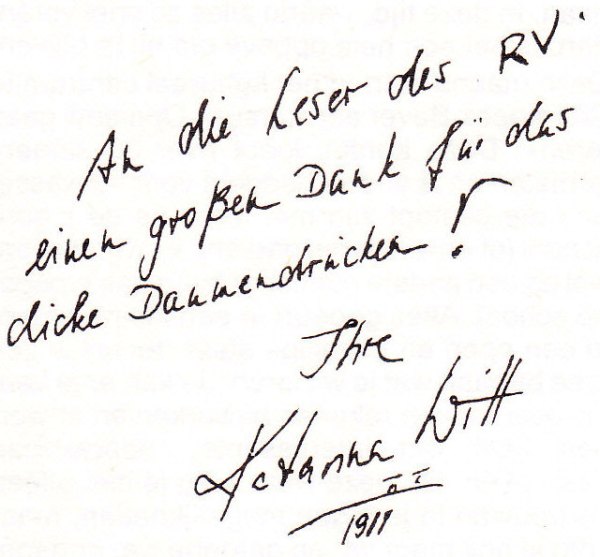 An die Leser des RV.
einen großen Dank für das
dicke Daumendrücken!
Ihre
Katarina Witt